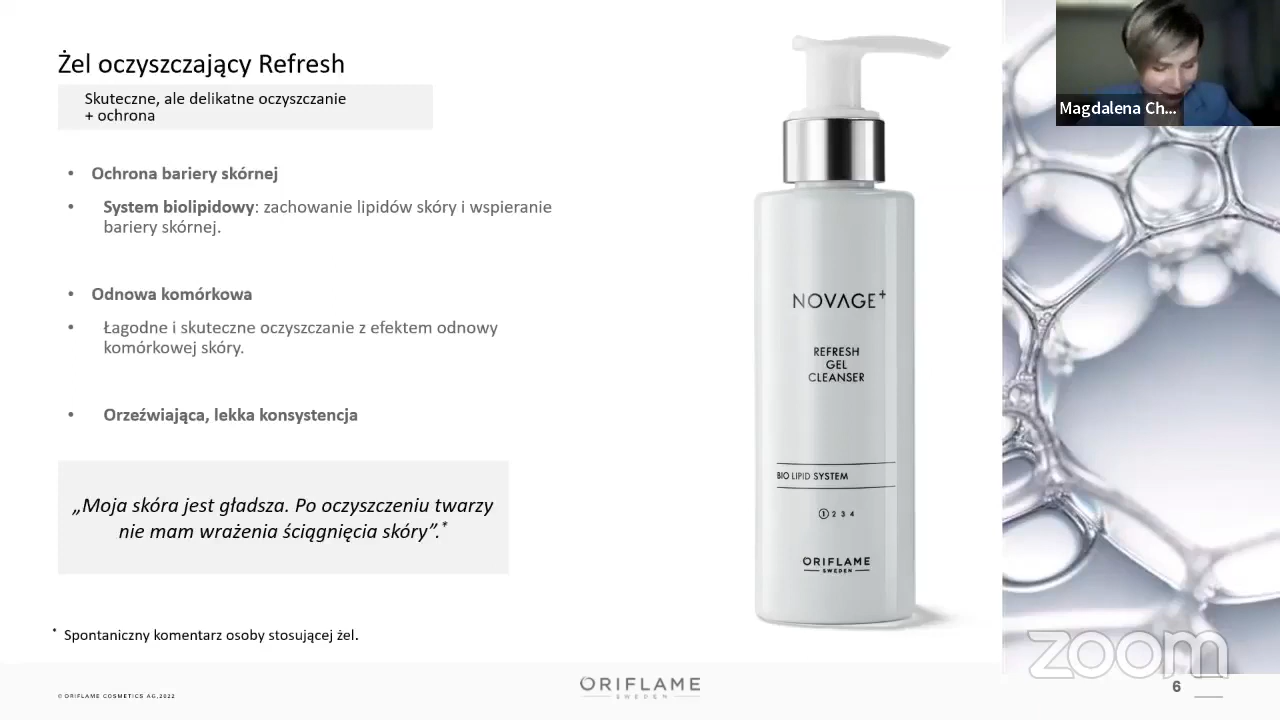 Żel oczyszczający Refresh
Skuteczne, ale delikatne oczyszczanie
+ ochrona
• Ochrona bariery skórnej
• System biolipidowy: zachowanie lipidów skóry i wspieranie
bariery skórnej.
• Odnowa komórkowa
• Łagodne i skuteczne oczyszczanie z efektem odnowy
komórkowej skóry.
• Orzeźwiająca, lekka konsystencja
„Moja skóra jest gładsza. Po oczyszczeniu twarzy
nie mam wrażenia ściągnięcia skóry”.*
* Spontaniczny komentarz osoby stosującej żel.
NOVAGE+
REFRESH
GEL
CLEANSER
BIO LIPID SYSTEM
1 2 3 4
ORIFLAME
SWEDEN
Magdalena Ch...
zoom
© ORIFLAME COSMETICS AG,2022
ORIFLAME
SWEDEN
6